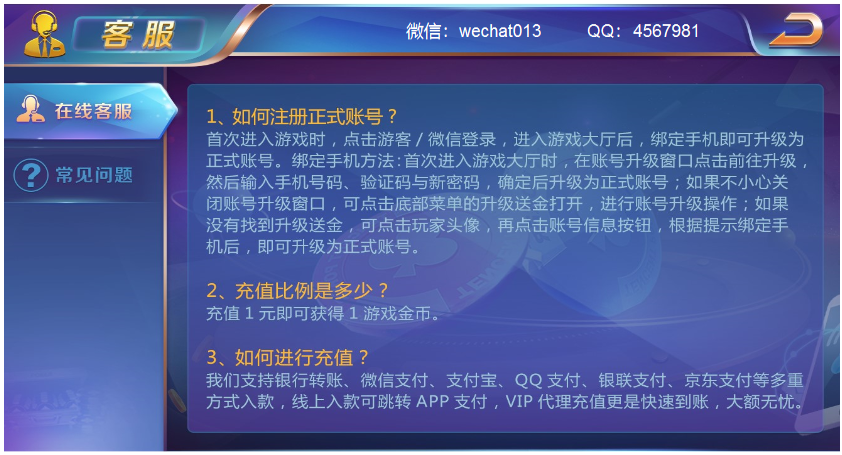 客服
微信：wechat013 QQ：4567981
在线客服
常见问题
1、如何注册正式账号？
首次进入游戏时，点击游客 / 微信登录，进入游戏大厅后，绑定手机即可升级为
正式账号。绑定手机方法:首次进入游戏大厅时，在账号升级窗口点击前往升级，
然后输入手机号码、验证码与新密码，确定后升级为正式账号；如果不小心关
闭账号升级窗口，可点击底部菜单的升级送金打开，进行账号升级操作；如果
没有找到升级送金，可点击玩家头像，再点击账号信息按钮，根据提示绑定手
机后，即可升级为正式账号。
2、充值比例是多少？
充值 1 元即可获得 1 游戏金币。
3、如何进行充值？
我们支持银行转账、微信支付、支付宝、QQ 支付、银联支付、京东支付等多重
方式入款，线上入款可跳转 APP 支付，VIP 代理充值更是快速到账，大额无忧。